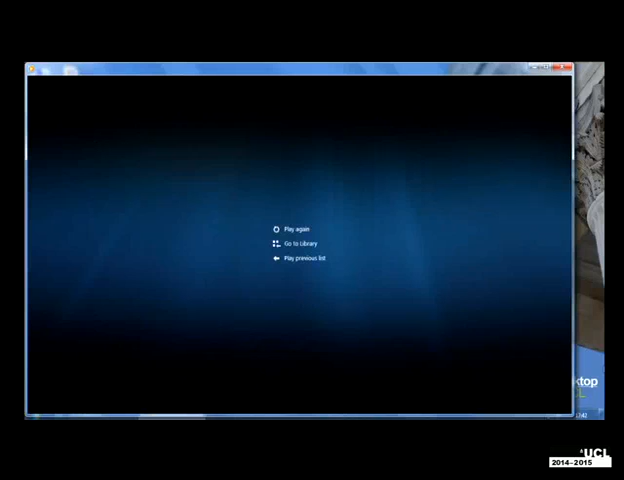 Play again
Go to Library
Play previous list
ktop
UCL
2014-2015